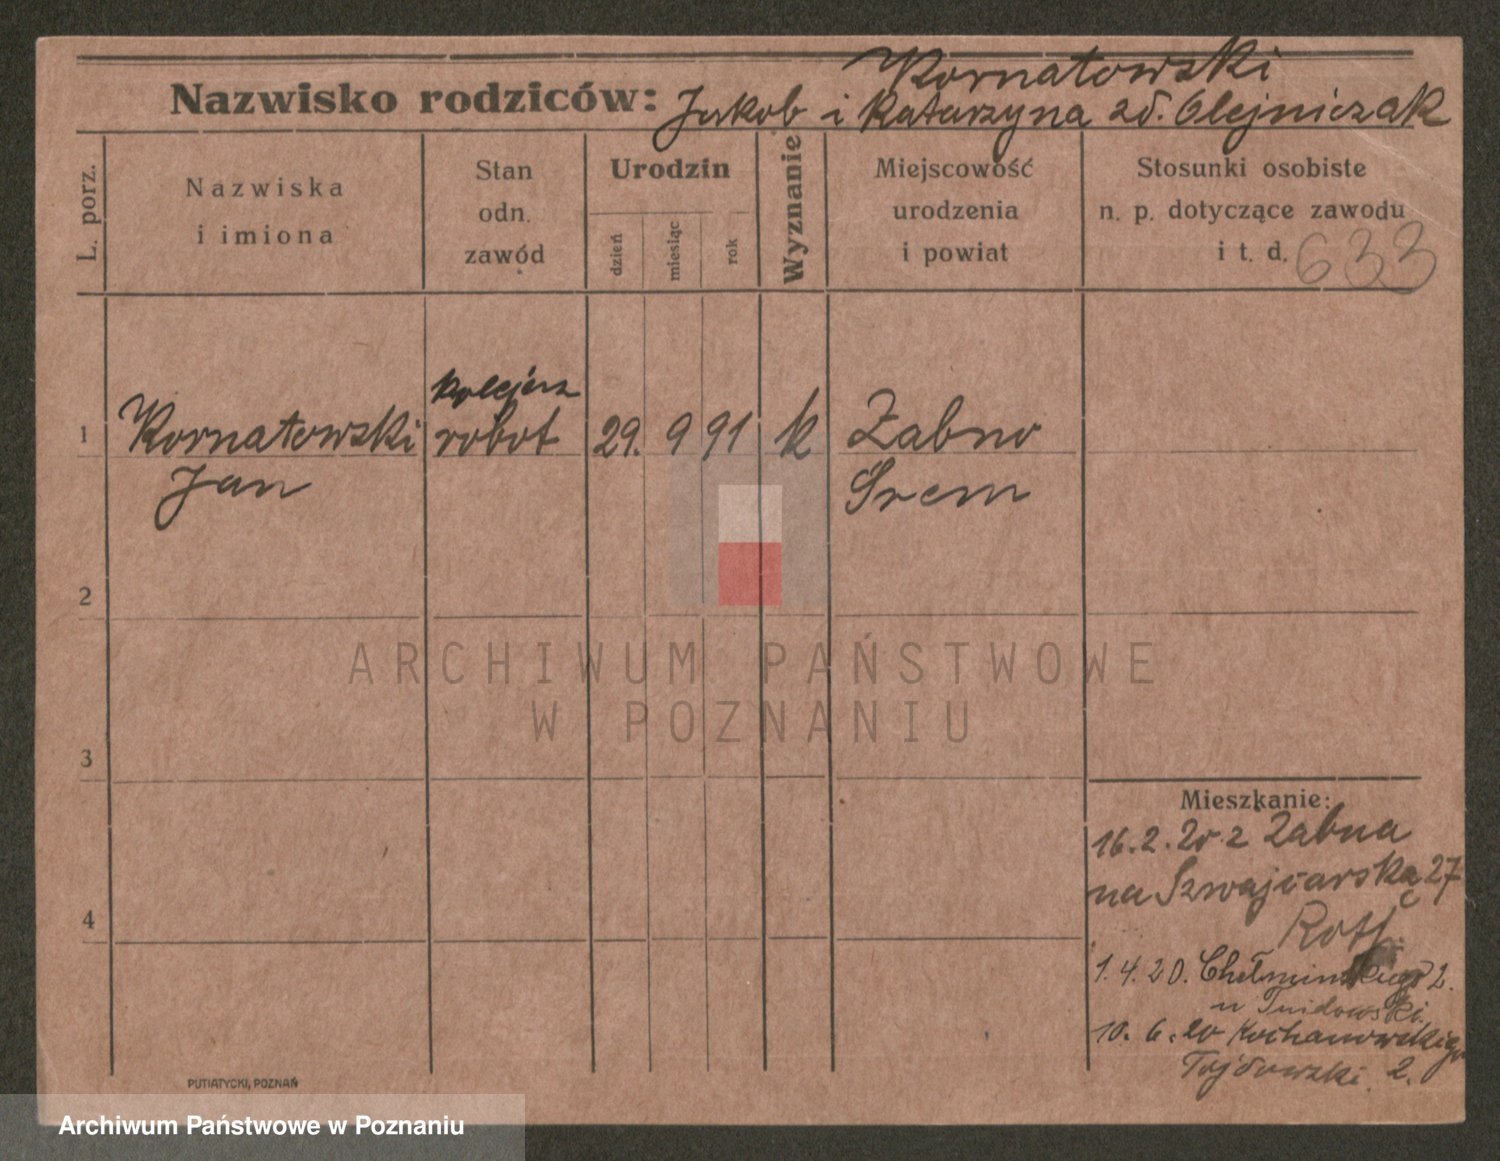 Kornatowski
Nazwisko rodziców: Jakob i Katarzyna zd. Olejniczak
L. porz.
Nazwiska
i imiona
Stan
odn.
zawód
Urodzin
dzień
miesiąc
rok
Wyznanie
Miejscowość
urodzenia
i powiat
Stosunki osobiste
n. p. dotyczące zawodu
i t. d. 633
kolejarz
1 Kornatowski robot 29. 9 91 k Zabno
Jan Srem
2
3
4
Mieszkanie:
16.2.20 z Zabna
na Szwajcarską 27
1.4.20. Chełmińskiego 2.
10.6.20 Kochanowskiego
2.
PUTIATYCKI, POZNAŃ
ARCHIWUM PAŃSTWOWE
W POZNANIU
Archiwum Państwowe w Poznaniu